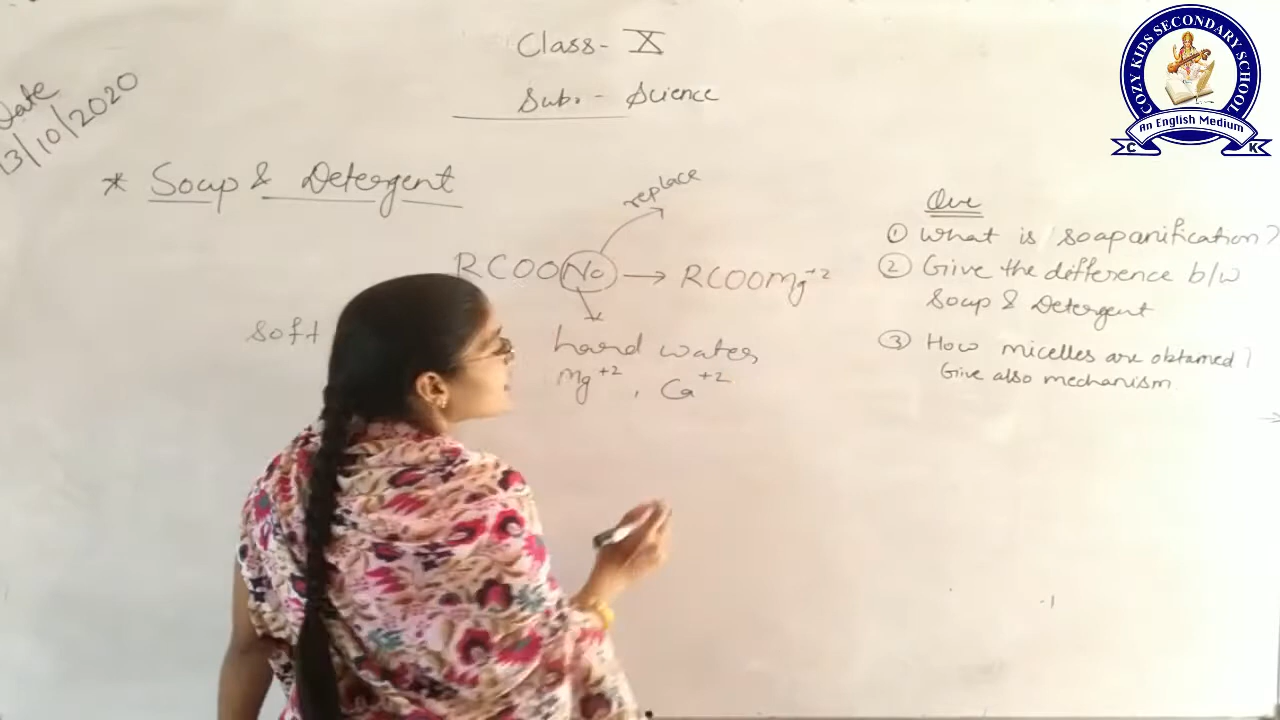 Class - X
Sub. - Science
Date
13/10/2020
* Soap & Detergent
replace
RCOONa → RCOOMg+2
soft
hard water
Mg+2, Ca+2
Que
① What is soapanification?
② Give the difference b/w
Soap & Detergent
③ How micelles are obtained?
Give also mechanism.
COZY KIDS SECONDARY SCHOOL
An English Medium
C K